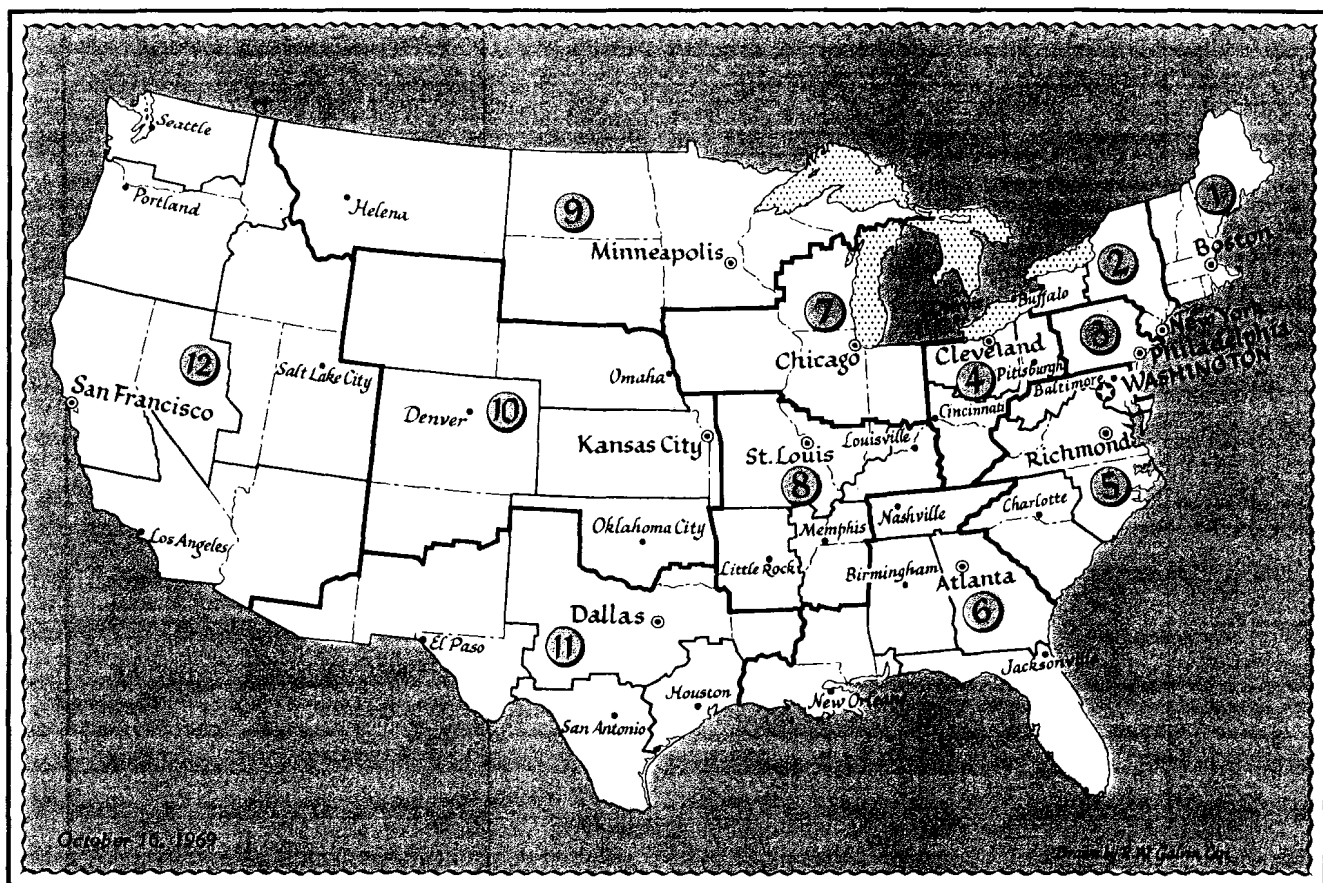 Seattle
Portland
Helena
9
Minneapolis
1
Boston
2
Buffalo
7
Chicago
3
New York
Philadelphia
Cleveland
Pittsburgh
4
Baltimore
WASHINGTON
Cincinnati
12
Salt Lake City
San Francisco
Omaha
Denver
10
Kansas City
St. Louis
Louisville
8
Richmond
5
Charlotte
Nashville
Memphis
Oklahoma City
Little Rock
Los Angeles
Birmingham
Atlanta
6
Dallas
11
El Paso
Jacksonville
Houston
New Orleans
San Antonio
October 10, 1969